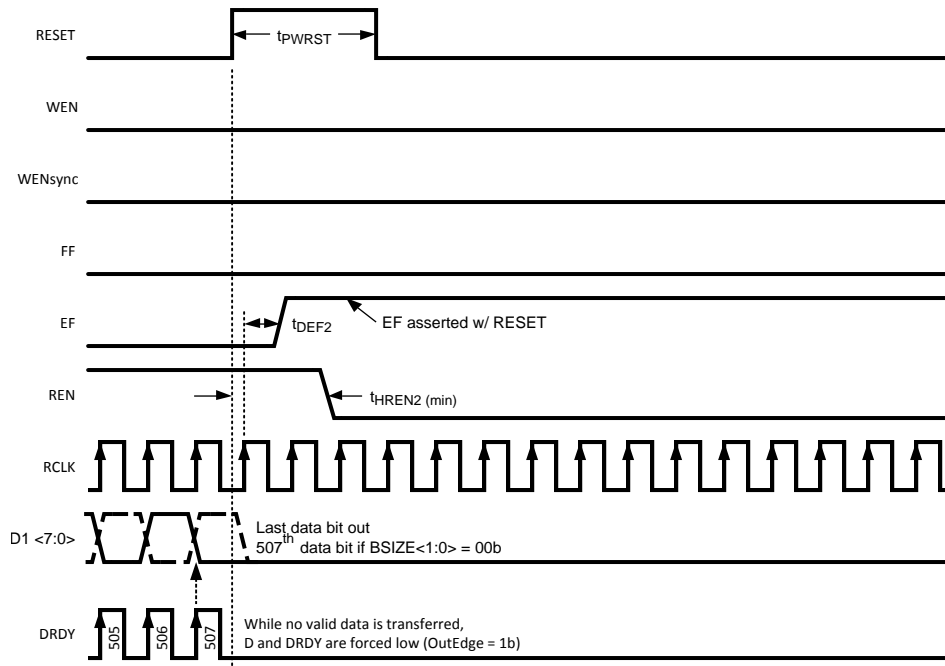 RESET
tPWRST
WEN
WENsync
FF
EF
tDEF2
EF asserted w/ RESET
REN
tHREN2 (min)
RCLK
D1 <7:0>
Last data bit out
507th data bit if BSIZE<1:0> = 00b
DRDY
505
506
507
While no valid data is transferred,
D and DRDY are forced low (OutEdge = 1b)